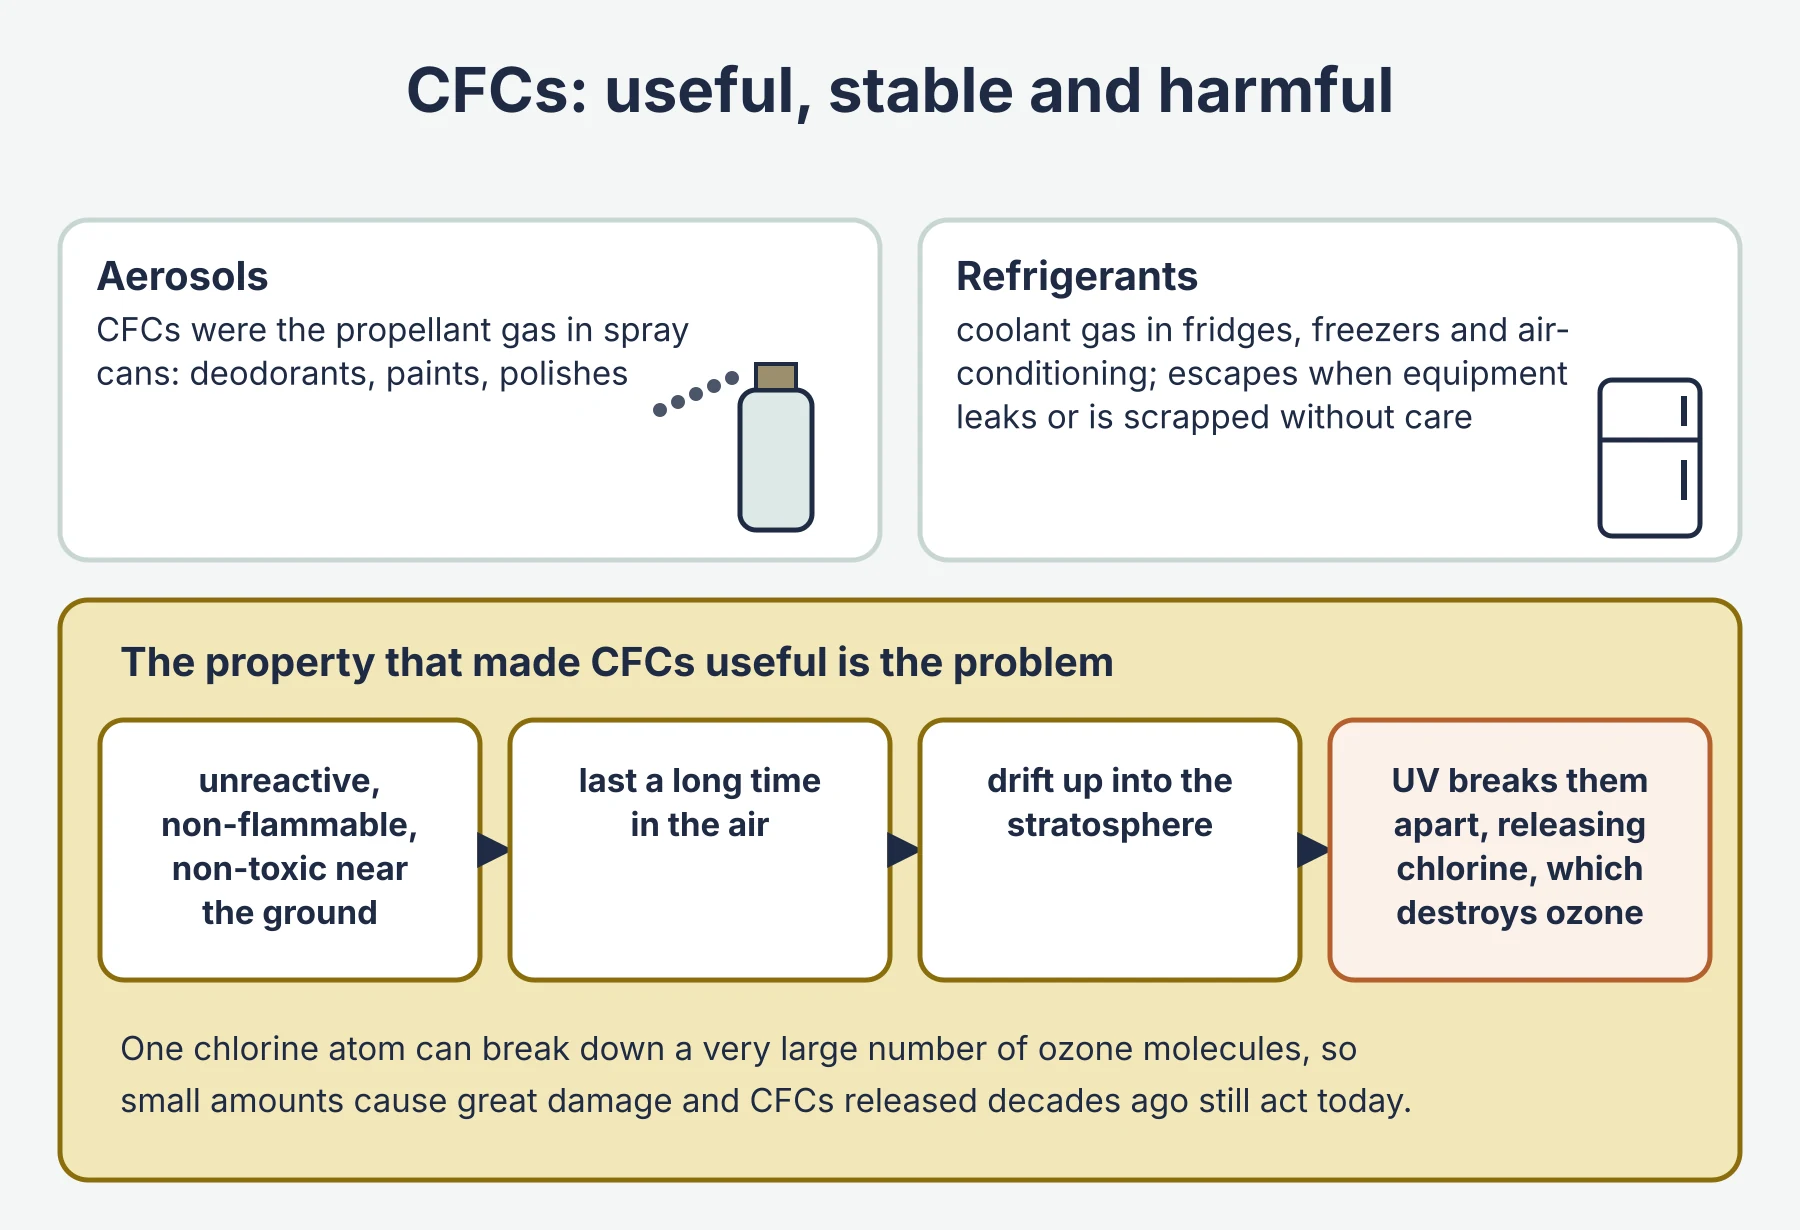 CFCs: useful, stable and harmful
Aerosols
CFCs were the propellant gas in spray
cans: deodorants, paints, polishes
Refrigerants
coolant gas in fridges, freezers and air-
conditioning; escapes when equipment
leaks or is scrapped without care
The property that made CFCs useful is the problem
unreactive,
non-flammable,
non-toxic near
the ground
last a long time
in the air
drift up into the
stratosphere
UV breaks them
apart, releasing
chlorine, which
destroys ozone
One chlorine atom can break down a very large number of ozone molecules, so
small amounts cause great damage and CFCs released decades ago still act today.